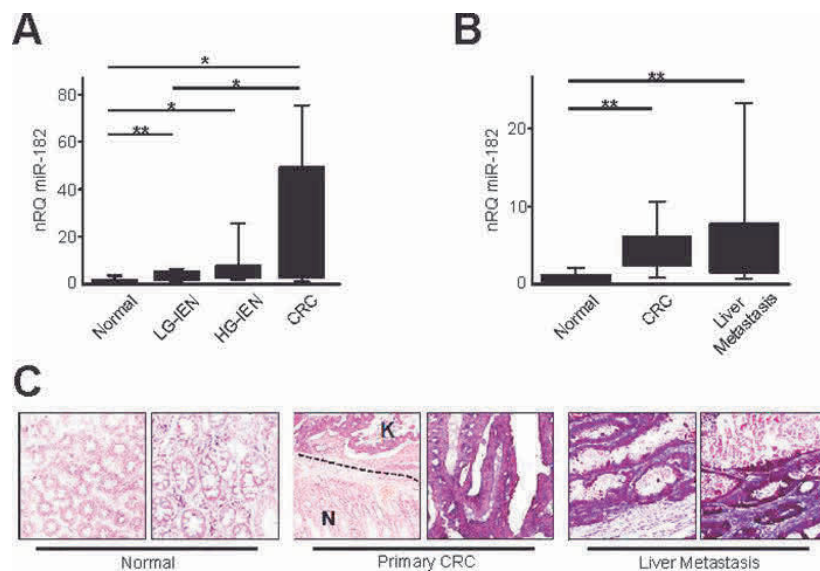 A
*
*
*
**
80
60
40
20
0
nRQ miR-182
Normal
LG-IEN
HG-IEN
CRC
B
**
**
20
10
0
nRQ miR-182
Normal
CRC
Liver
Metastasis
C
K
N
Normal
Primary CRC
Liver Metastasis